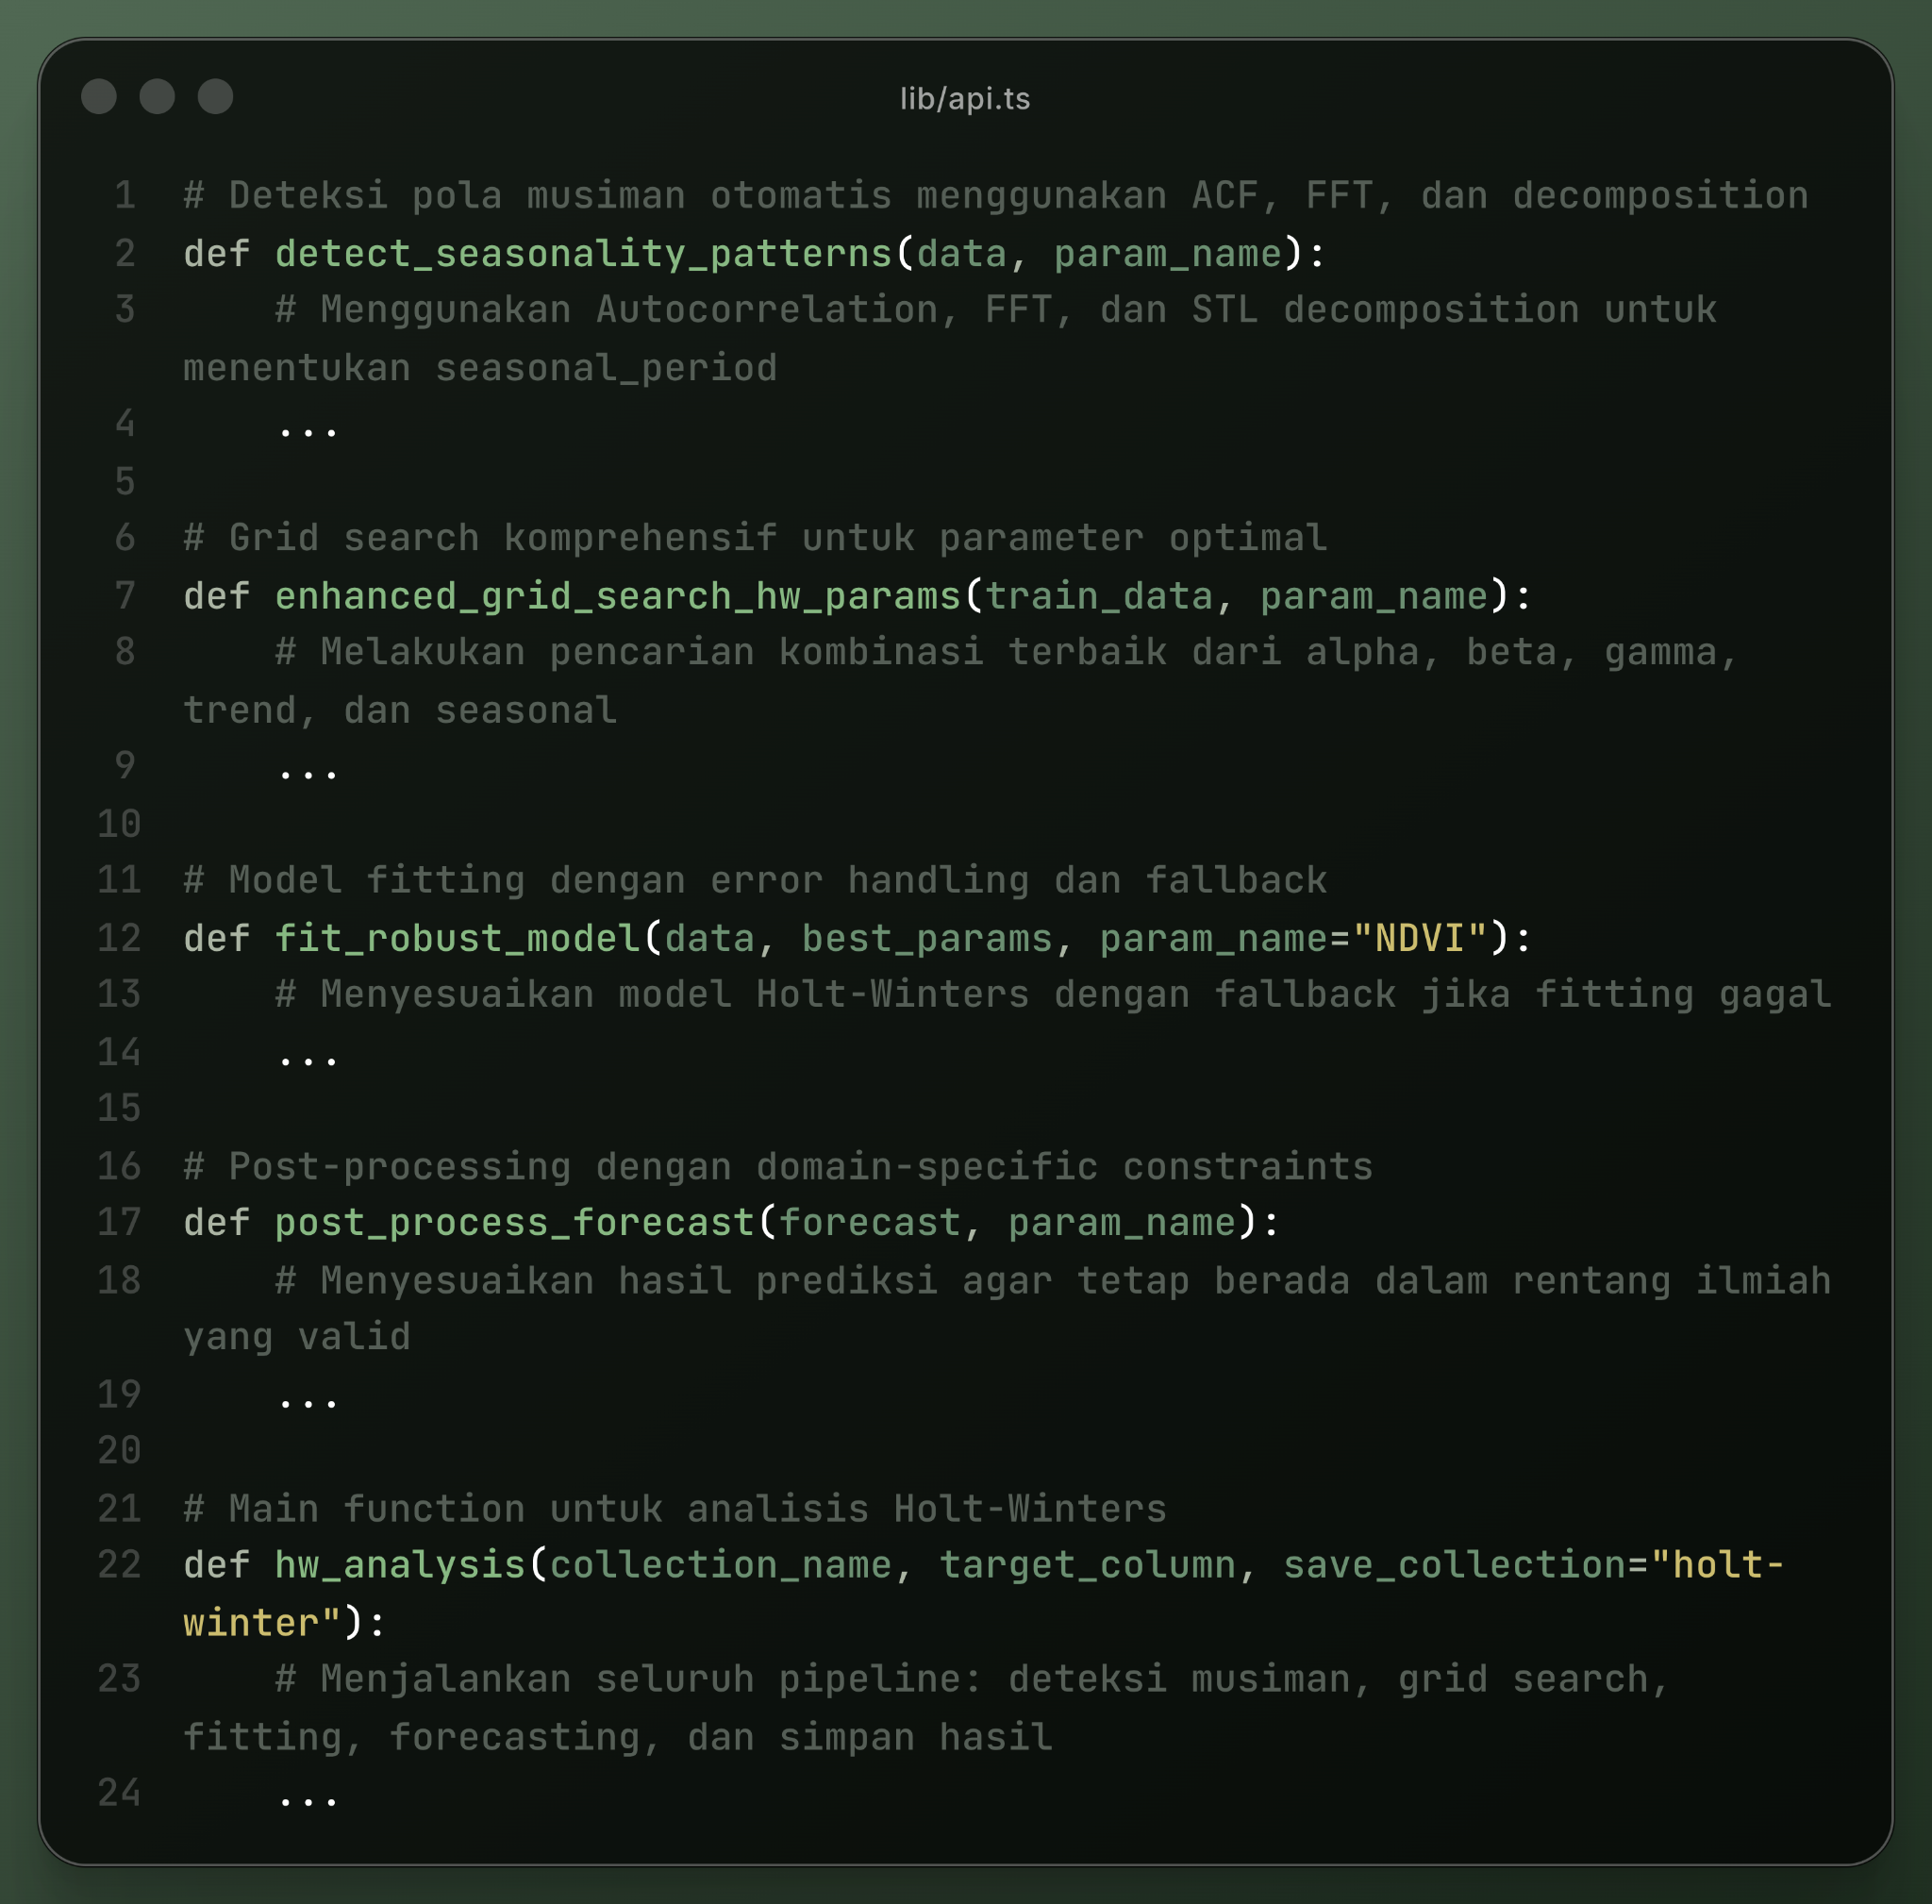 lib/api.ts
1 # Deteksi pola musiman otomatis menggunakan ACF, FFT, dan decomposition
2 def detect_seasonality_patterns(data, param_name):
3     # Menggunakan Autocorrelation, FFT, dan STL decomposition untuk
menentukan seasonal_period
4     ...
5
6 # Grid search komprehensif untuk parameter optimal
7 def enhanced_grid_search_hw_params(train_data, param_name):
8     # Melakukan pencarian kombinasi terbaik dari alpha, beta, gamma,
trend, dan seasonal
9     ...
10
11 # Model fitting dengan error handling dan fallback
12 def fit_robust_model(data, best_params, param_name="NDVI"):
13     # Menyesuaikan model Holt-Winters dengan fallback jika fitting gagal
14     ...
15
16 # Post-processing dengan domain-specific constraints
17 def post_process_forecast(forecast, param_name):
18     # Menyesuaikan hasil prediksi agar tetap berada dalam rentang ilmiah
yang valid
19     ...
20
21 # Main function untuk analisis Holt-Winters
22 def hw_analysis(collection_name, target_column, save_collection="holt-
winter"):
23     # Menjalankan seluruh pipeline: deteksi musiman, grid search,
fitting, forecasting, dan simpan hasil
24     ...